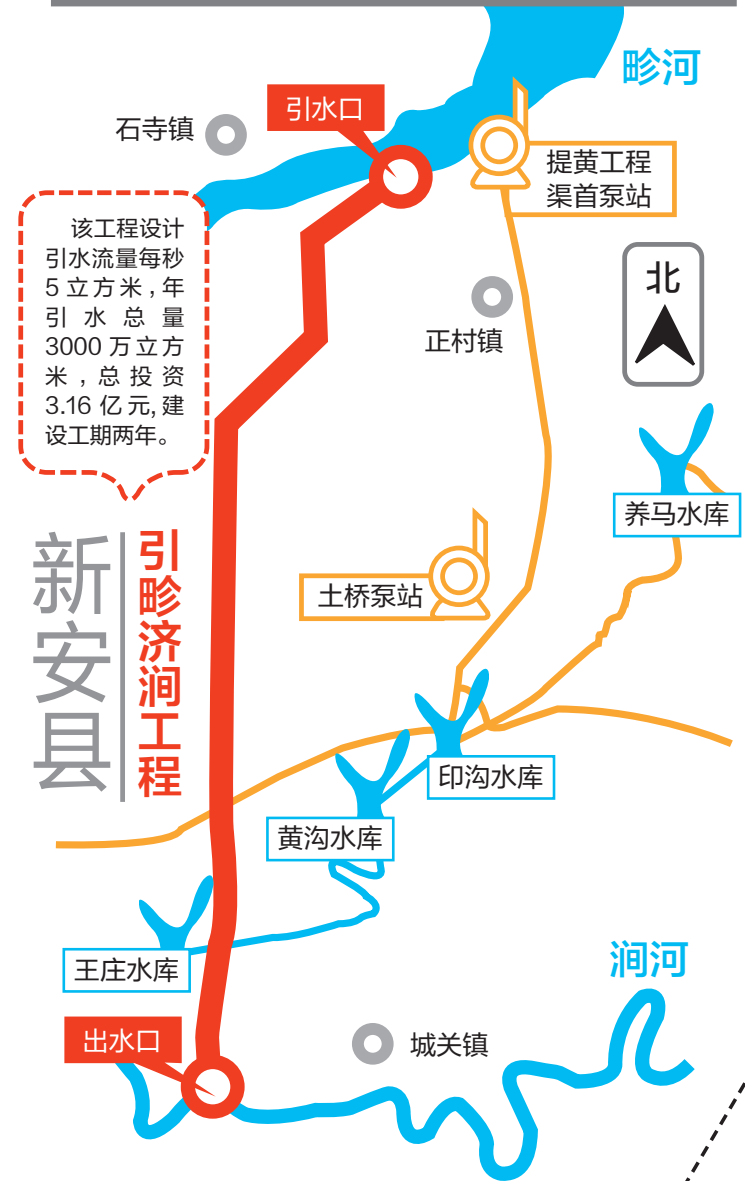 畛河
引水口
石寺镇
提黄工程
渠首泵站
该工程设计
引水流量每秒
5立方米,年
引水总量
3000万立方
米,总投资
3.16亿元,建
设工期两年。
北
正村镇
养马水库
新安县
引畛济涧工程
土桥泵站
印沟水库
黄沟水库
王庄水库
涧河
出水口
城关镇